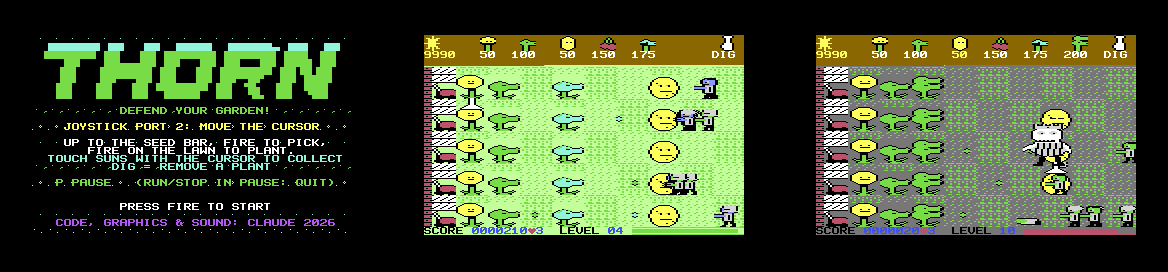 THORN
DEFEND YOUR GARDEN!
JOYSTICK PORT 2: MOVE THE CURSOR
UP TO THE SEED BAR, FIRE TO PICK,
FIRE ON THE LAWN TO PLANT.
TOUCH SUNS WITH THE CURSOR TO COLLECT
DIG = REMOVE A PLANT
P PAUSE (RUN/STOP IN PAUSE: QUIT)
PRESS FIRE TO START
CODE, GRAPHICS & SOUND: CLAUDE 2026
9990 50 100 50 150 175 DIG
SCORE 0000210♥3 LEVEL 04
9990 50 100 50 150 175 200 DIG
SCORE LEVEL 10